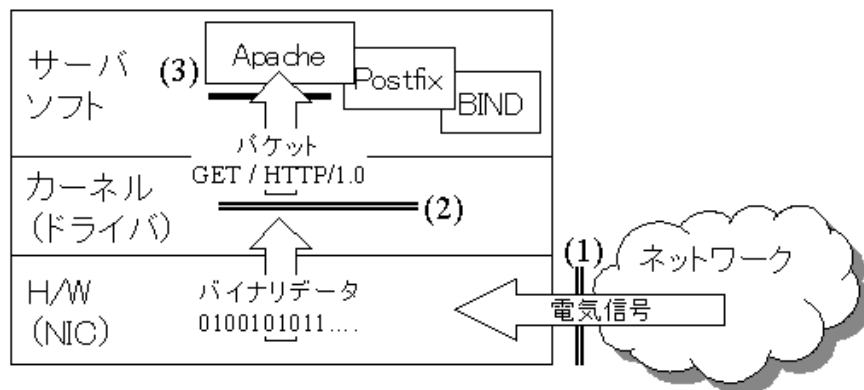 サーバ
ソフト
(3)
Apache
Postfix
BIND
パケット
GET / HTTP/1.0
カーネル
(ドライバ)
(2)
(1)
ネットワーク
H/W
(NIC)
バイナリデータ
0100101011....
電気信号